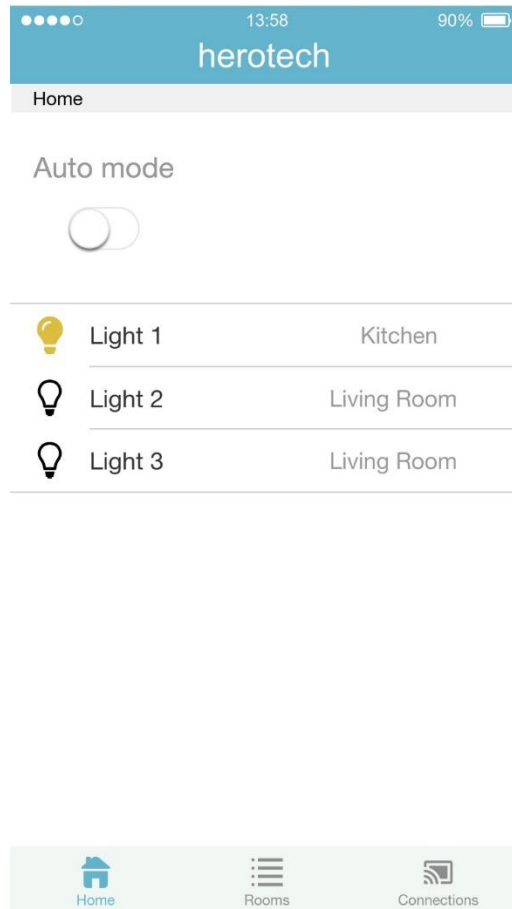 13:58 90%
herotech
Home
Auto mode
Light 1 Kitchen
Light 2 Living Room
Light 3 Living Room
Home Rooms Connections